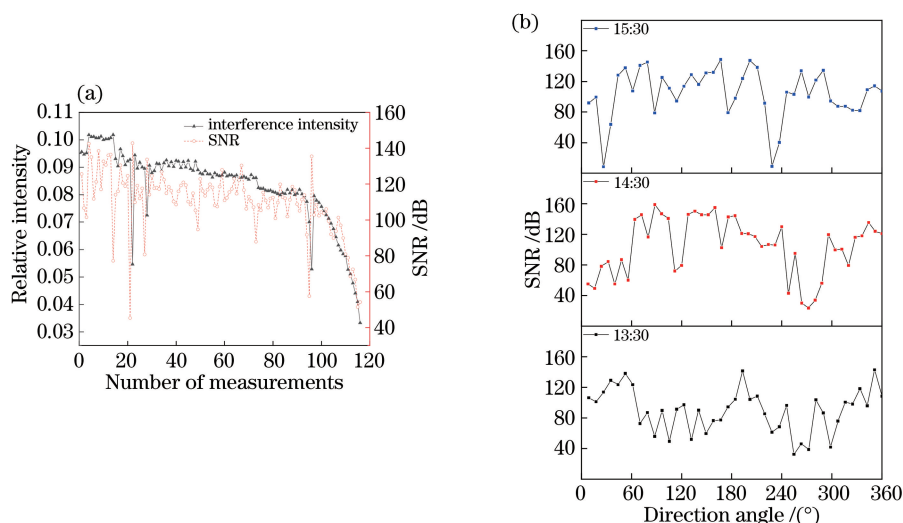 (a)
0.11
0.10
0.09
0.08
0.07
0.06
0.05
0.04
0.03
Relative intensity
interference intensity
SNR
160
140
120
100
80
60
40
SNR /dB
0 20 40 60 80 100 120
Number of measurements
(b)
15:30
160
120
80
40
14:30
160
120
80
40
SNR /dB
13:30
160
120
80
40
0 60 120 180 240 300 360
Direction angle /(°)